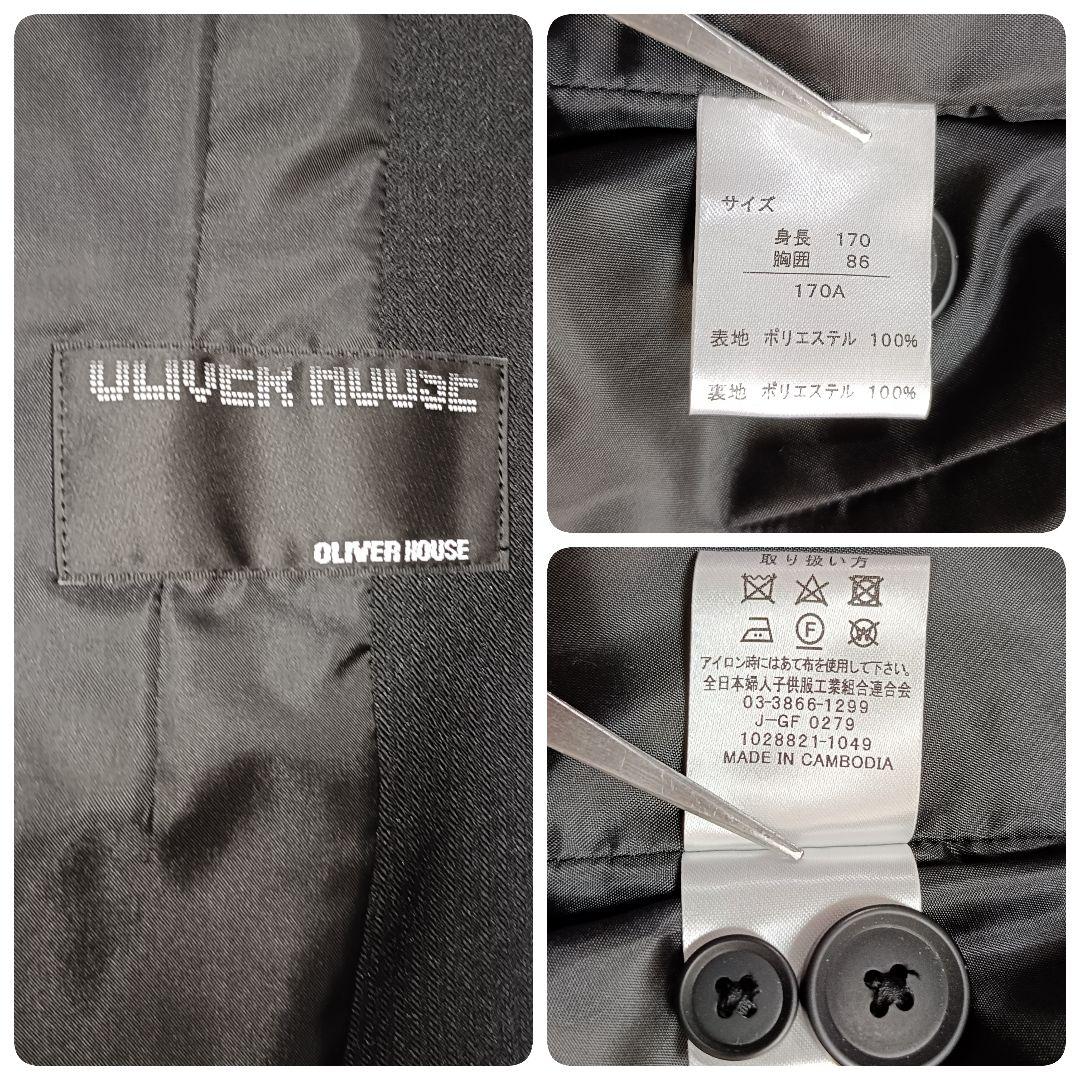 OLIVER HOUSE
OLIVER HOUSE
サイズ
身長 170
胸囲 86
170A
表地 ポリエステル 100%
裏地 ポリエステル 100%
取り扱い方
F
W
アイロン時にはあて布を使用して下さい。
全日本婦人子供服工業組合連合会
03-3866-1299
J-GF 0279
1028821-1049
MADE IN CAMBODIA